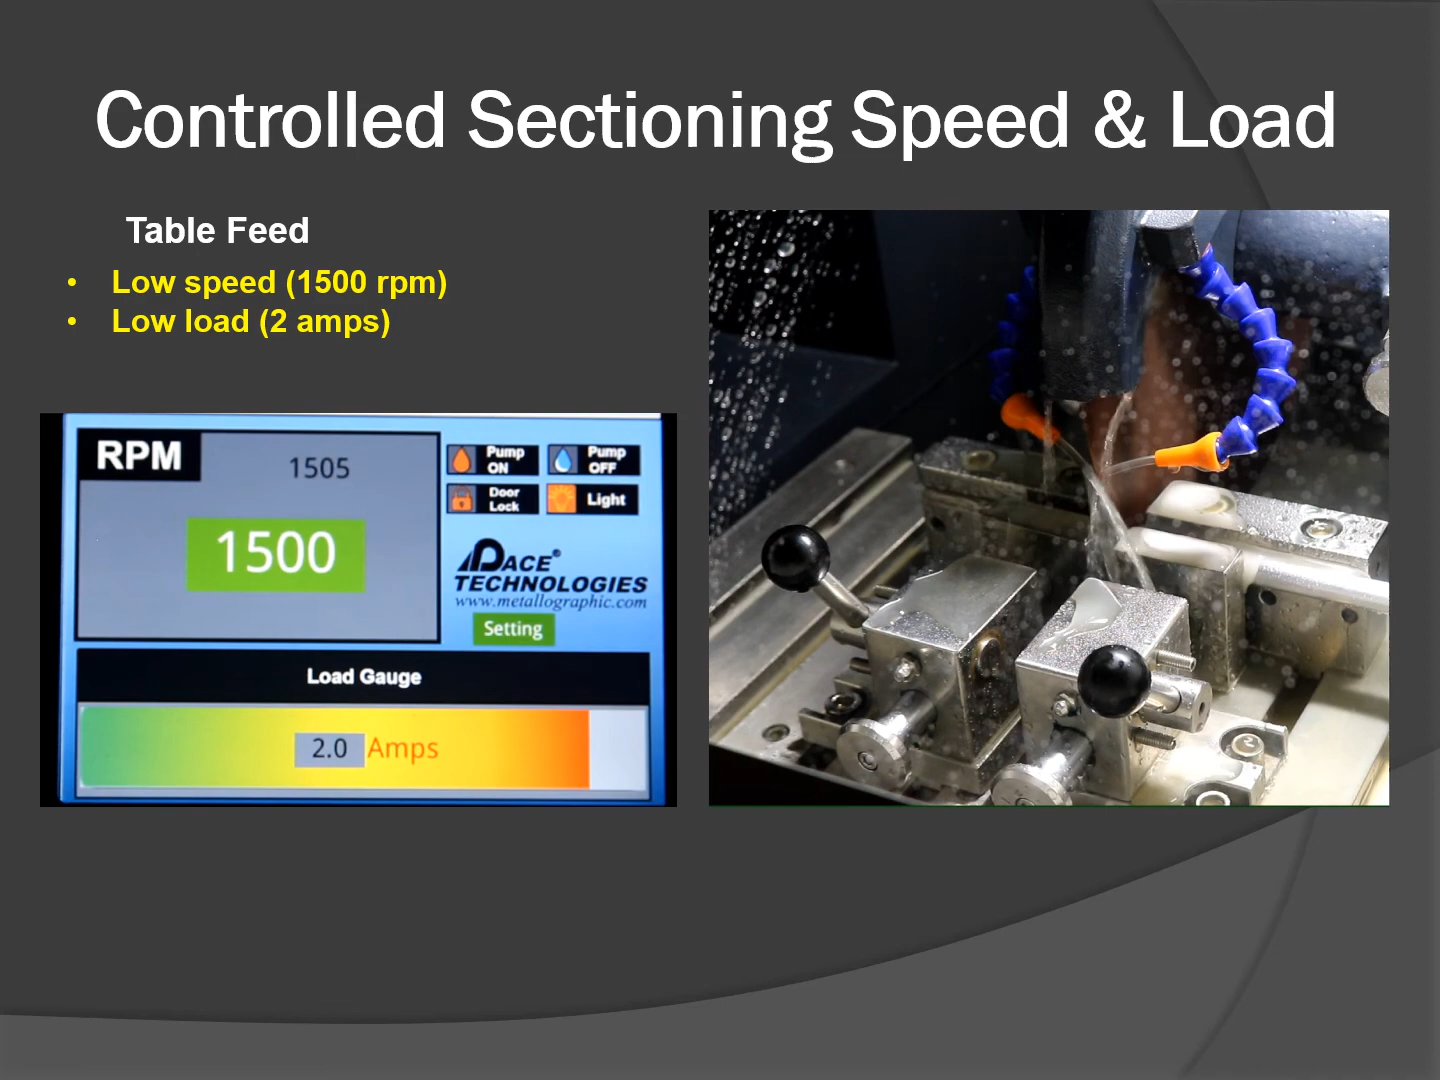 Controlled Sectioning Speed & Load
Table Feed
• Low speed (1500 rpm)
• Low load (2 amps)
RPM
1505
1500
Pump ON
Pump OFF
Door Lock
Light
PACE®
TECHNOLOGIES
www.metallographic.com
Setting
Load Gauge
2.0 Amps